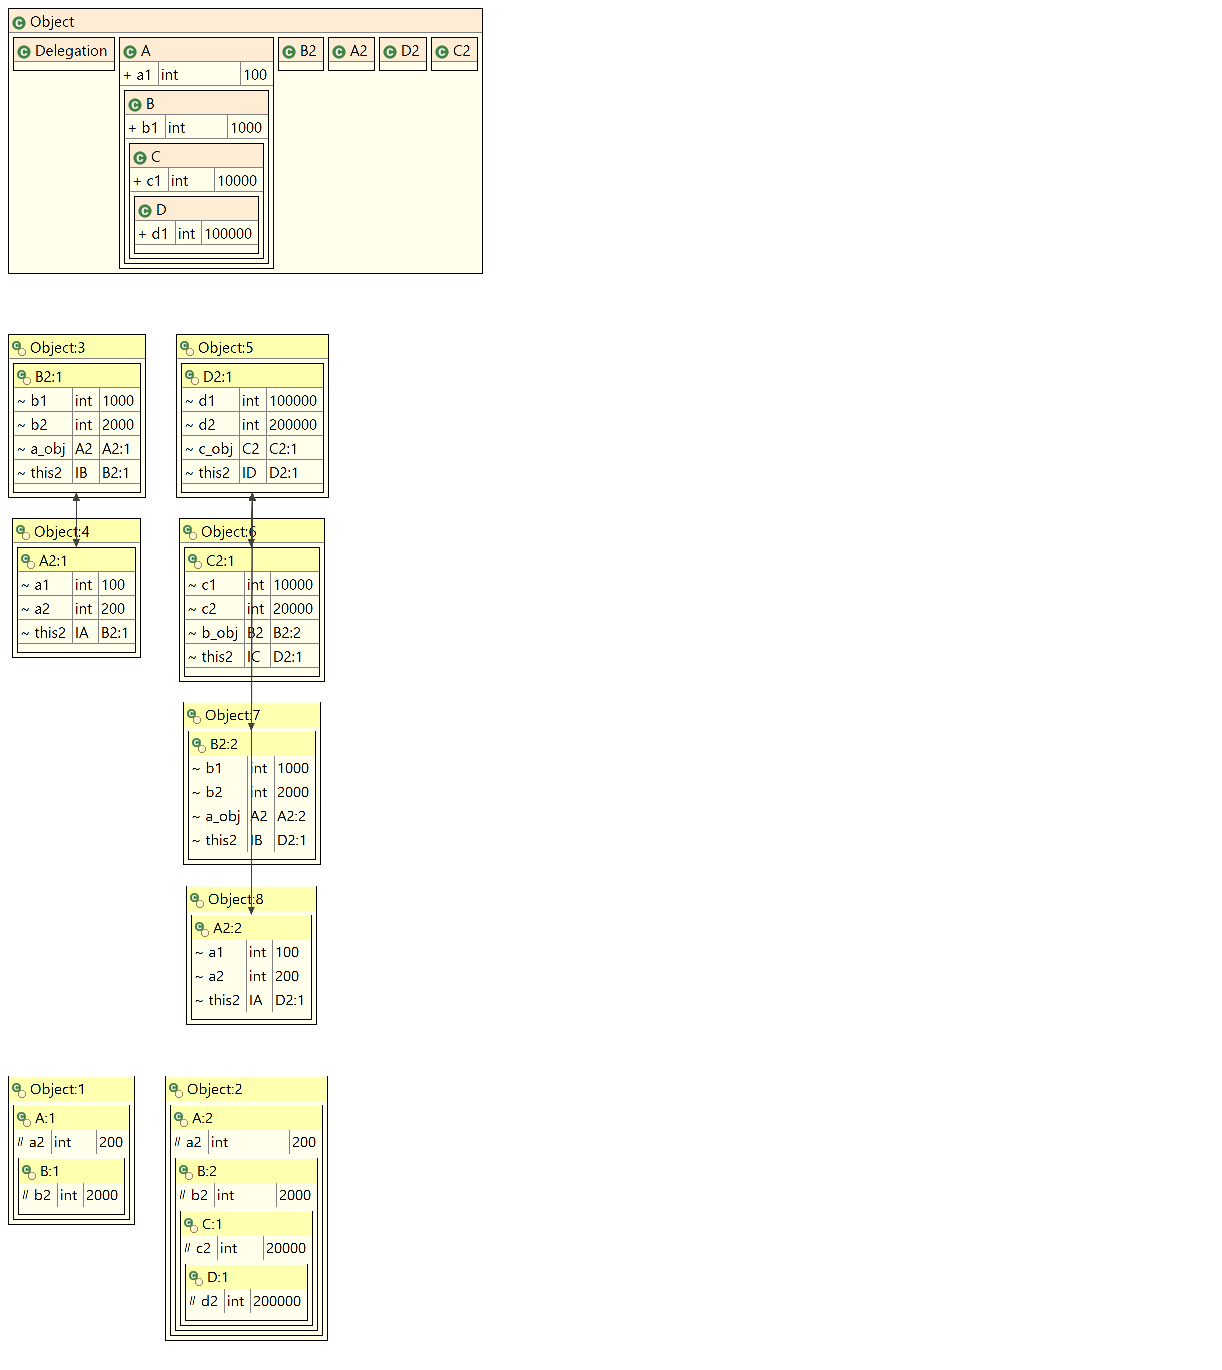 Object
Delegation A B2 A2 D2 C2
+ a1 int 100
B
+ b1 int 1000
C
+ c1 int 10000
D
+ d1 int 100000
Object:3
B2:1
~ b1 int 1000
~ b2 int 2000
~ a_obj A2 A2:1
~ this2 IB B2:1
Object:4
A2:1
~ a1 int 100
~ a2 int 200
~ this2 IA B2:1
Object:5
D2:1
~ d1 int 100000
~ d2 int 200000
~ c_obj C2 C2:1
~ this2 ID D2:1
Object:6
C2:1
~ c1 int 10000
~ c2 int 20000
~ b_obj B2 B2:2
~ this2 IC D2:1
Object:7
B2:2
~ b1 int 1000
~ b2 int 2000
~ a_obj A2 A2:2
~ this2 IB D2:1
Object:8
A2:2
~ a1 int 100
~ a2 int 200
~ this2 IA D2:1
Object:1
A:1
// a2 int 200
B:1
// b2 int 2000
Object:2
A:2
// a2 int 200
B:2
// b2 int 2000
C:1
// c2 int 20000
D:1
// d2 int 200000